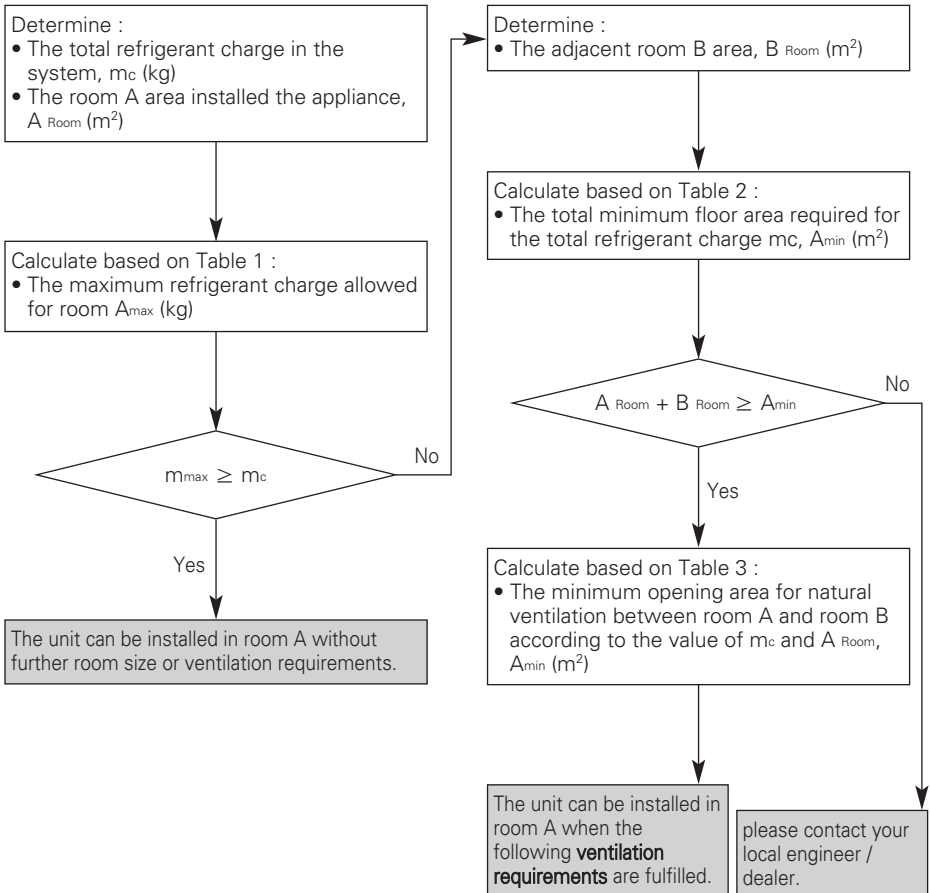 Determine :
• The total refrigerant charge in the
system, mc (kg)
• The room A area installed the appliance,
A Room (m²)
Calculate based on Table 1 :
• The maximum refrigerant charge allowed
for room Amax (kg)
mmax ≥ mc
No
Yes
The unit can be installed in room A without
further room size or ventilation requirements.
Determine :
• The adjacent room B area, B Room (m²)
Calculate based on Table 2 :
• The total minimum floor area required for
the total refrigerant charge mc, Amin (m²)
A Room + B Room ≥ Amin
No
Yes
Calculate based on Table 3 :
• The minimum opening area for natural
ventilation between room A and room B
according to the value of mc and A Room,
Amin (m²)
The unit can be installed in
room A when the
following ventilation
requirements are fulfilled.
please contact your
local engineer /
dealer.